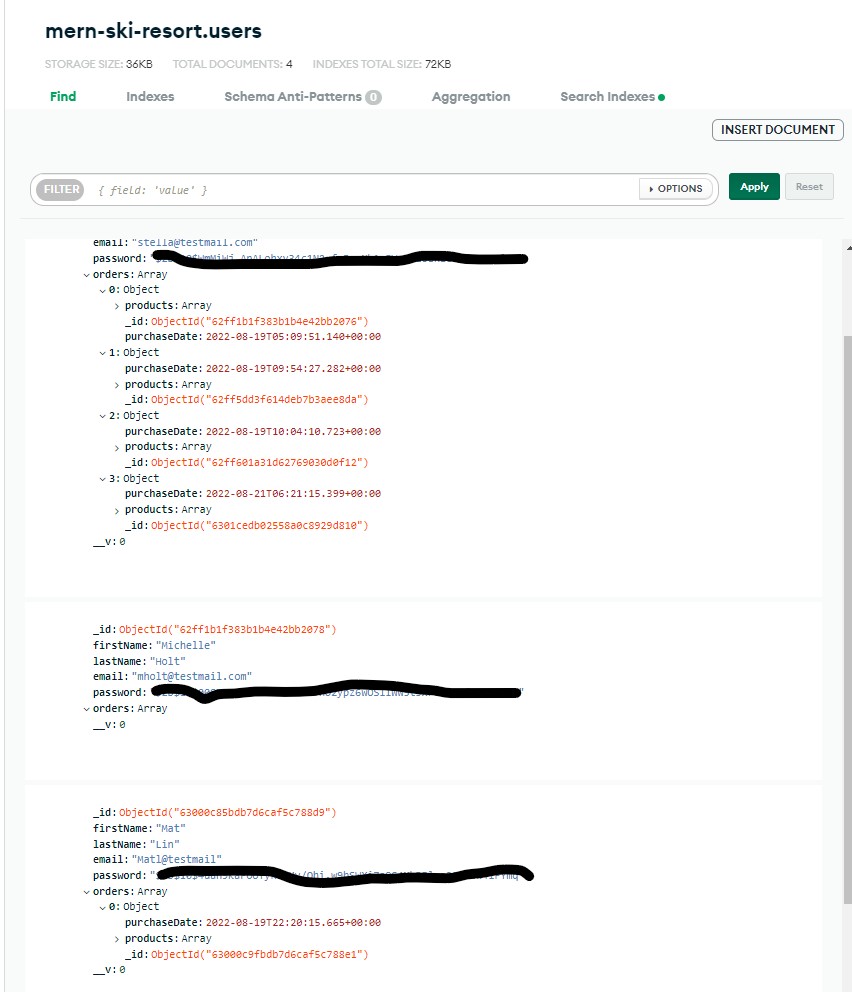 mern-ski-resort.users
STORAGE SIZE: 36KB TOTAL DOCUMENTS: 4 INDEXES TOTAL SIZE: 72KB
Find Indexes Schema Anti-Patterns 0 Aggregation Search Indexes
INSERT DOCUMENT
FILTER { field: 'value' } OPTIONS Apply Reset
email: "stella@testmail.com"
password:
orders: Array
0: Object
products: Array
_id: ObjectId("62ff1b1f383b1b4e42bb2076")
purchaseDate: 2022-08-19T05:09:51.140+00:00
1: Object
purchaseDate: 2022-08-19T09:54:27.282+00:00
products: Array
_id: ObjectId("62ff5dd3f614deb7b3aee8da")
2: Object
purchaseDate: 2022-08-19T10:04:10.723+00:00
products: Array
_id: ObjectId("62ff601a31d62769030d0f12")
3: Object
purchaseDate: 2022-08-21T06:21:15.399+00:00
products: Array
_id: ObjectId("6301cedb02558a0c8929d810")
__v: 0
_id: ObjectId("62ff1b1f383b1b4e42bb2078")
firstName: "Michelle"
lastName: "Holt"
email: "mholt@testmail.com"
password:
orders: Array
__v: 0
_id: ObjectId("63000c85bdb7d6caf5c788d9")
firstName: "Mat"
lastName: "Lin"
email: "Matl@testmail"
password:
orders: Array
0: Object
purchaseDate: 2022-08-19T22:20:15.665+00:00
products: Array
_id: ObjectId("63000c9fbdb7d6caf5c788e1")
__v: 0